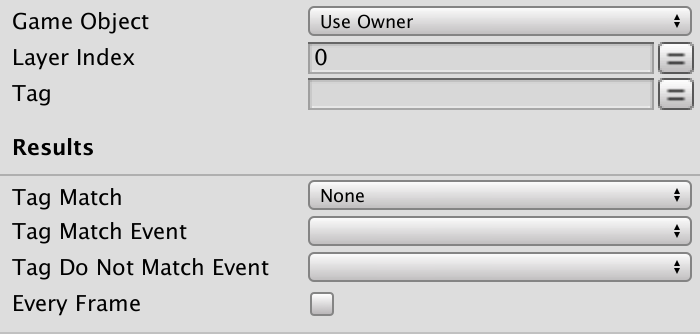 Game Object Use Owner
Layer Index 0
Tag
Results
Tag Match None
Tag Match Event
Tag Do Not Match Event
Every Frame